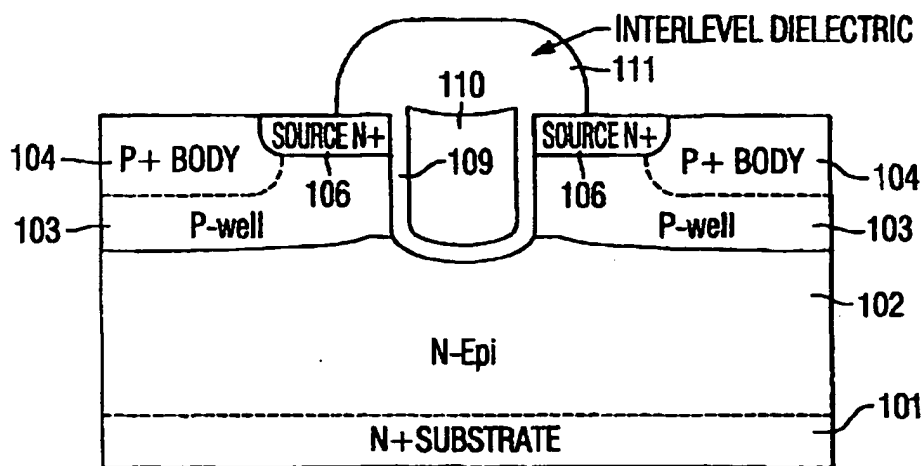 INTERLEVEL DIELECTRIC
111
110
SOURCE N+
SOURCE N+
104
P+ BODY
109
P+ BODY
104
106
106
103
P-well
P-well
103
102
N-Epi
101
N+SUBSTRATE